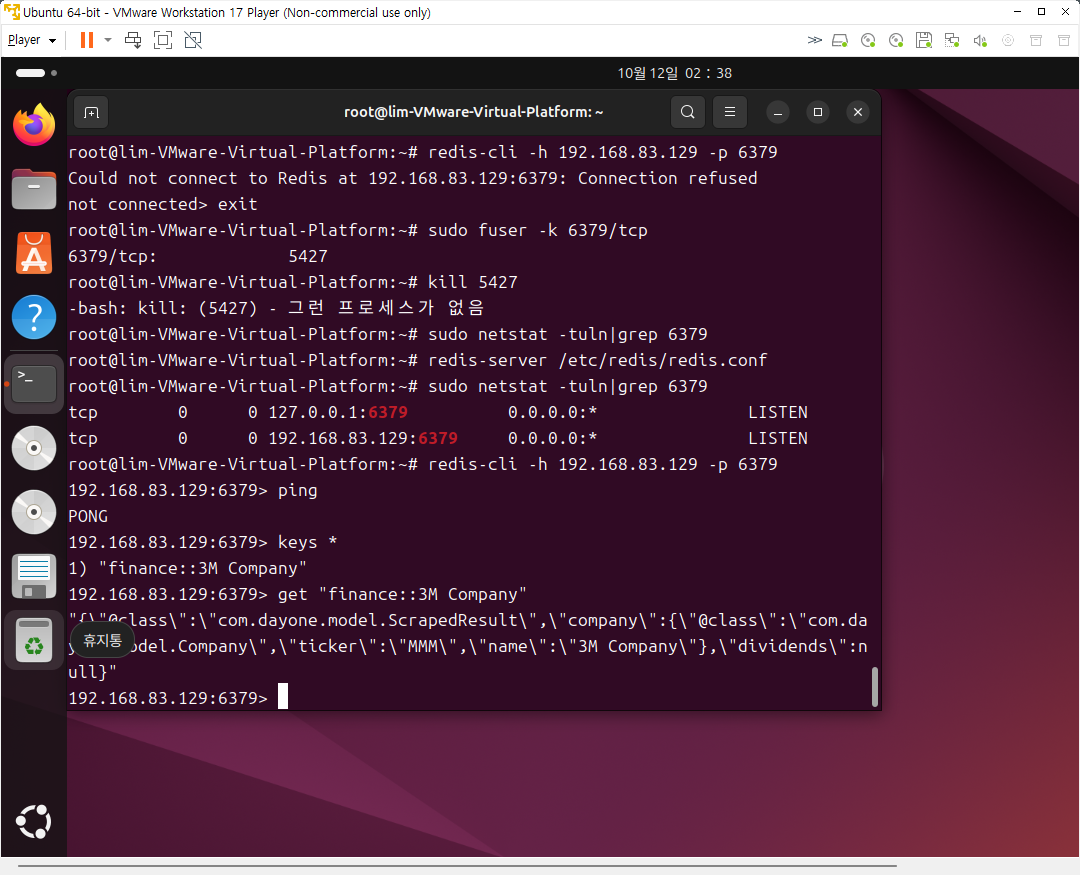 Ubuntu 64-bit - VMware Workstation 17 Player (Non-commercial use only)
Player
10월 12일 02 : 38
root@lim-VMware-Virtual-Platform: ~
root@lim-VMware-Virtual-Platform:~# redis-cli -h 192.168.83.129 -p 6379
Could not connect to Redis at 192.168.83.129:6379: Connection refused
not connected> exit
root@lim-VMware-Virtual-Platform:~# sudo fuser -k 6379/tcp
6379/tcp:             5427
root@lim-VMware-Virtual-Platform:~# kill 5427
-bash: kill: (5427) - 그런 프로세스가 없음
root@lim-VMware-Virtual-Platform:~# sudo netstat -tuln|grep 6379
root@lim-VMware-Virtual-Platform:~# redis-server /etc/redis/redis.conf
root@lim-VMware-Virtual-Platform:~# sudo netstat -tuln|grep 6379
tcp        0      0 127.0.0.1:6379          0.0.0.0:*               LISTEN
tcp        0      0 192.168.83.129:6379     0.0.0.0:*               LISTEN
root@lim-VMware-Virtual-Platform:~# redis-cli -h 192.168.83.129 -p 6379
192.168.83.129:6379> ping
PONG
192.168.83.129:6379> keys *
1) "finance::3M Company"
192.168.83.129:6379> get "finance::3M Company"
"{\"@class\":\"com.dayone.model.ScrapedResult\",\"company\":{\"@class\":\"com.da
휴지통
odel.Company\",\"ticker\":\"MMM\",\"name\":\"3M Company\"},\"dividends\":n
ull}"
192.168.83.129:6379>